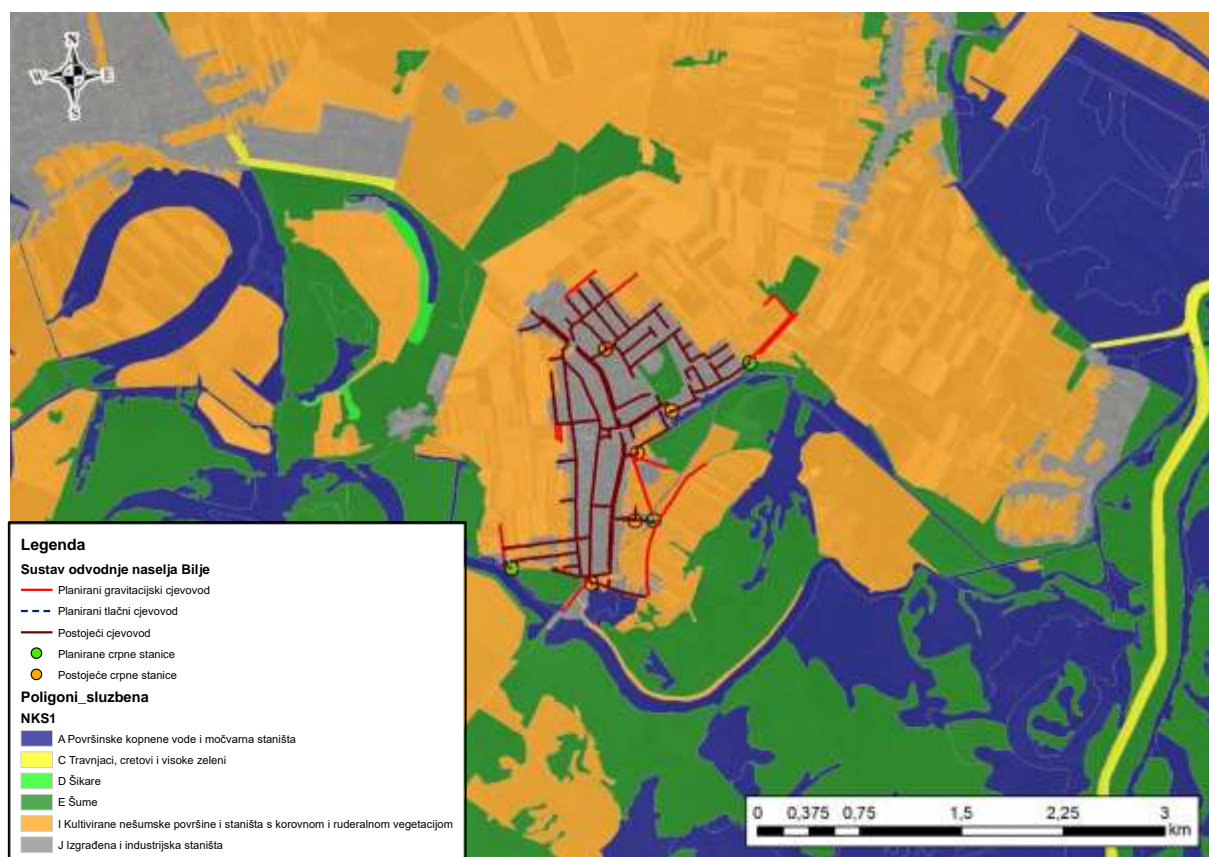 N
W E
S
Legenda
Sustav odvodnje naselja Bilje
Planirani gravitacijski cjevovod
Planirani tlačni cjevovod
Postojeći cjevovod
Planirane crpne stanice
Postojeće crpne stanice
Poligoni_sluzbena
NKS1
A Površinske kopnene vode i močvarna staništa
C Travnjaci, cretovi i visoke zeleni
D Šikare
E Šume
I Kultivirane nešumske površine i staništa s korovnom i ruderalnom vegetacijom
J Izgrađena i industrijska staništa
0 0,375 0,75 1,5 2,25 3
km